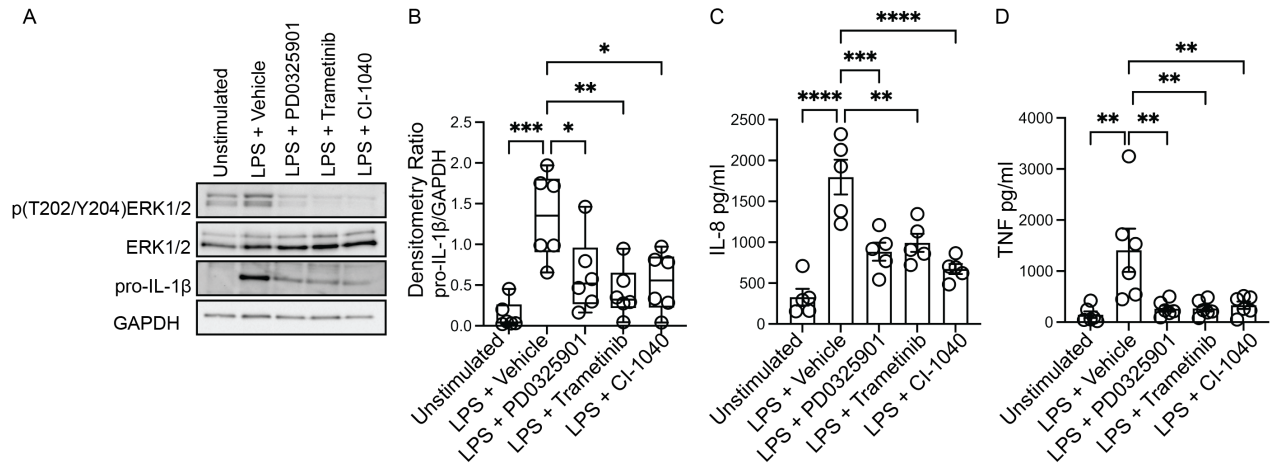 A
Unstimulated
LPS + Vehicle
LPS + PD0325901
LPS + Trametinib
LPS + CI-1040
p(T202/Y204)ERK1/2
ERK1/2
pro-IL-1β
GAPDH
B
*
**
*** *
Densitometry Ratio
pro-IL-1β/GAPDH
2.5
2.0
1.5
1.0
0.5
0.0
Unstimulated
LPS + Vehicle
LPS + PD0325901
LPS + Trametinib
LPS + CI-1040
C
****
***
**** **
IL-8 pg/ml
2500
2000
1500
1000
500
0
Unstimulated
LPS + Vehicle
LPS + PD0325901
LPS + Trametinib
LPS + CI-1040
D
**
**
** **
TNF pg/ml
4000
3000
2000
1000
0
Unstimulated
LPS + Vehicle
LPS + PD0325901
LPS + Trametinib
LPS + CI-1040